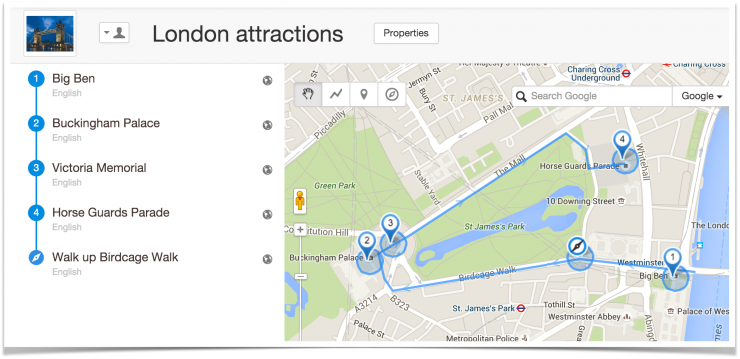 London attractions
Properties
1
Big Ben
English
2
Buckingham Palace
English
3
Victoria Memorial
English
4
Horse Guards Parade
English
Walk up Birdcage Walk
English
Search Google
Google
Her Majesty's Theatre
Charing Cross
Underground
Charing Cross
Jermyn St
Bury St
ST. JAMES'S
Pall Mall
Piccadilly
The Mall
Stable Yard
Green Park
Horse Guards Parade
4
Whitehall
10 Downing Street
Constitution Hill
3
2
Buckingham Palace
St James's Park
The London
Birdcage Walk
Westminster
1
Big Ben
A3214
B323
St. James's Park
Tothill St
Westminster Abbey
Palace of Wes
Palace St
Metropolitan Police
Abingd